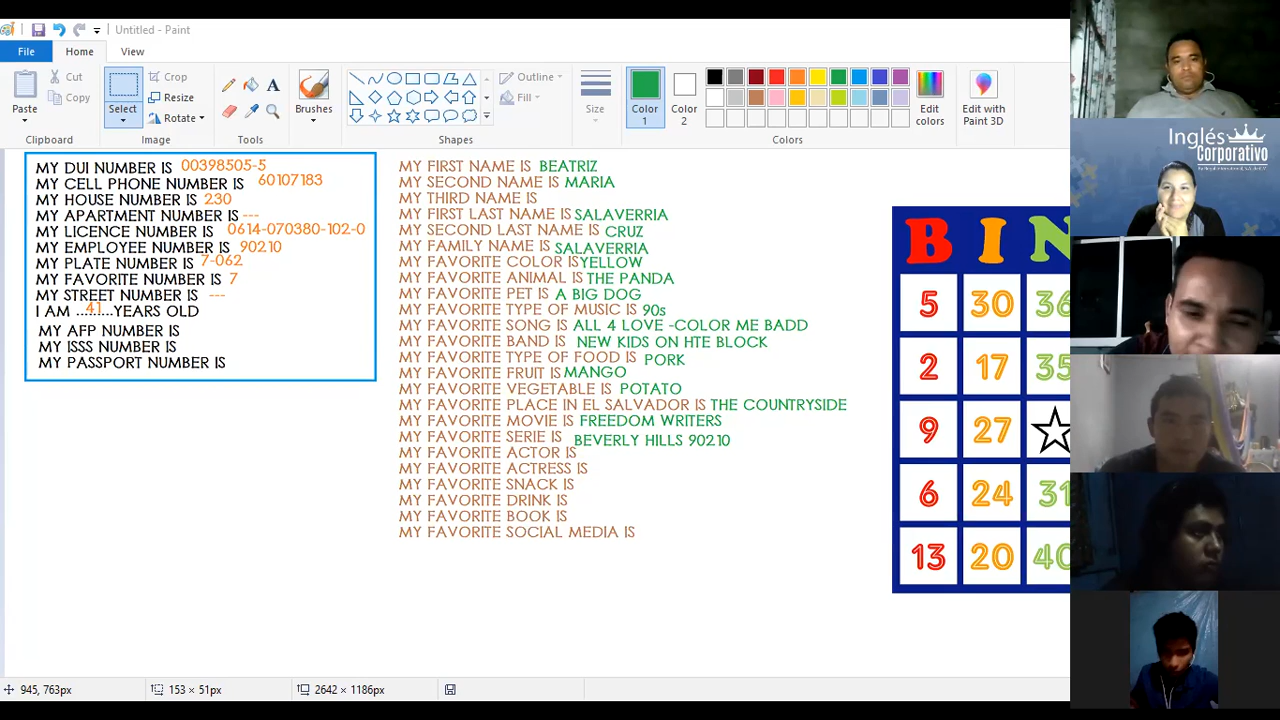 Untitled - Paint
File Home View
Paste
Cut
Copy
Clipboard
Select
Crop
Resize
Rotate
Image
Tools
Brushes
Shapes
Outline
Fill
Size
Color 1
Color 2
Colors
Edit colors
Edit with Paint 3D
MY DUI NUMBER IS 00398505-5
MY CELL PHONE NUMBER IS 60107183
MY HOUSE NUMBER IS 230
MY APARTMENT NUMBER IS ---
MY LICENCE NUMBER IS 0614-070380-102-0
MY EMPLOYEE NUMBER IS 90210
MY PLATE NUMBER IS 7-062
MY FAVORITE NUMBER IS 7
MY STREET NUMBER IS ---
I AM ...41...YEARS OLD
MY AFP NUMBER IS
MY ISSS NUMBER IS
MY PASSPORT NUMBER IS
MY FIRST NAME IS BEATRIZ
MY SECOND NAME IS MARIA
MY THIRD NAME IS
MY FIRST LAST NAME IS SALAVERRIA
MY SECOND LAST NAME IS CRUZ
MY FAMILY NAME IS SALAVERRIA
MY FAVORITE COLOR IS YELLOW
MY FAVORITE ANIMAL IS THE PANDA
MY FAVORITE PET IS A BIG DOG
MY FAVORITE TYPE OF MUSIC IS 90s
MY FAVORITE SONG IS ALL 4 LOVE -COLOR ME BADD
MY FAVORITE BAND IS NEW KIDS ON HTE BLOCK
MY FAVORITE TYPE OF FOOD IS PORK
MY FAVORITE FRUIT IS MANGO
MY FAVORITE VEGETABLE IS POTATO
MY FAVORITE PLACE IN EL SALVADOR IS THE COUNTRYSIDE
MY FAVORITE MOVIE IS FREEDOM WRITERS
MY FAVORITE SERIE IS BEVERLY HILLS 90210
MY FAVORITE ACTOR IS
MY FAVORITE ACTRESS IS
MY FAVORITE SNACK IS
MY FAVORITE DRINK IS
MY FAVORITE BOOK IS
MY FAVORITE SOCIAL MEDIA IS
B I N
5 30 36
2 17 35
9 27
6 24 31
13 20 40
Inglés
Corporativo
945, 763px
153 × 51px
2642 × 1186px